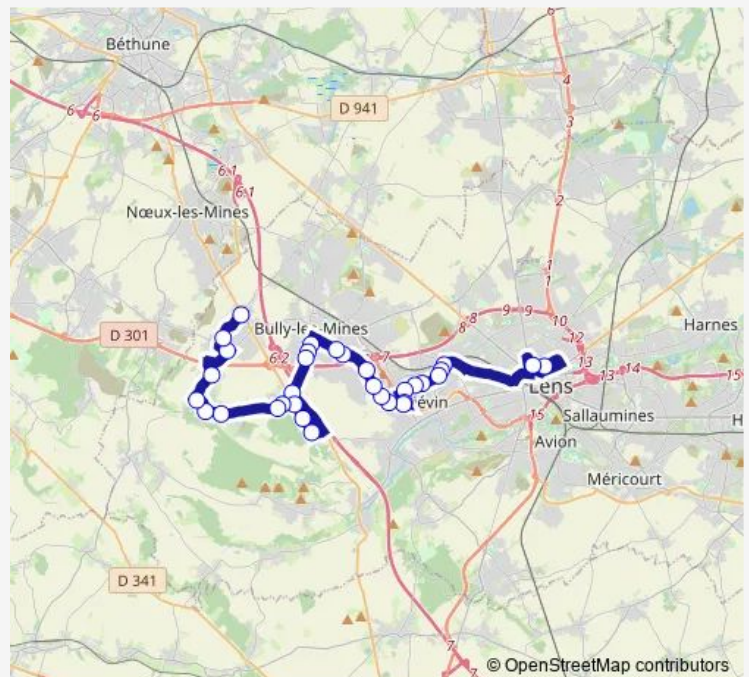 6
Béthune
4
6
6
D 941
3
6.1
6.1
2
Nœux-les-Mines
1
1
9
9
10
8
8
Harnes
D 301
Bully-les-Mines
12
6.2
7
13
13
14
15
Lens
Liévin
15
Sallaumines
Avion
H
Méricourt
D 341
7
7
© OpenStreetMap contributors